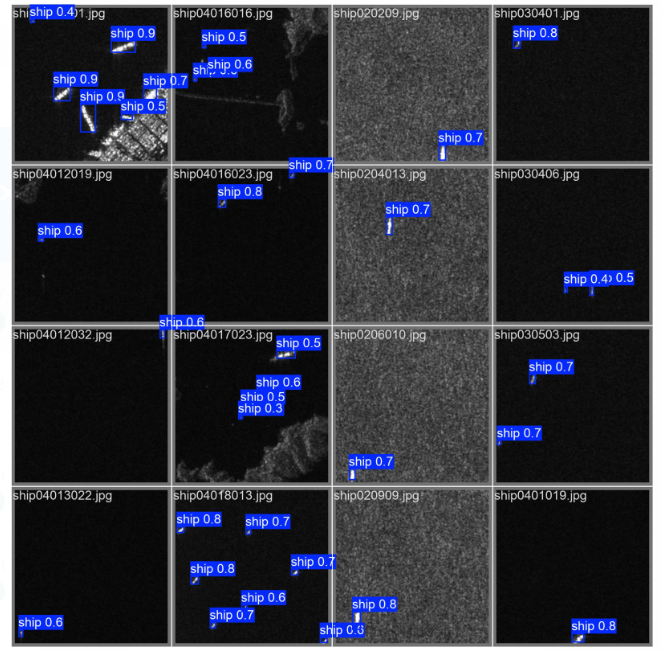 shi 01.jpg
ship 0.4
ship 0.9
ship 0.9
ship 0.9
ship 0.7
ship 0.5
ship04016016.jpg
ship 0.5
ship 0.6
ship020209.jpg
ship 0.7
ship030401.jpg
ship 0.8
ship04012019.jpg
ship 0.6
ship04016023.jpg
ship 0.7
ship 0.8
ship0204013.jpg
ship 0.7
ship030406.jpg
ship 0.4
0.5
ship04012032.jpg
ship 0.6
ship04017023.jpg
ship 0.5
ship 0.6
ship 0.5
ship 0.3
ship0206010.jpg
ship 0.7
ship030503.jpg
ship 0.7
ship 0.7
ship04013022.jpg
ship 0.6
ship04018013.jpg
ship 0.8
ship 0.7
ship 0.8
ship 0.7
ship 0.6
ship 0.7
ship020909.jpg
ship 0.8
ship0401019.jpg
ship 0.8